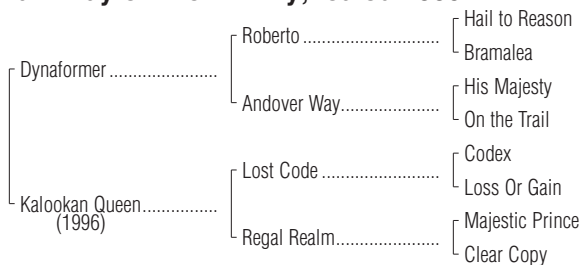 Hail to Reason
Roberto
Bramalea
Dynaformer
His Majesty
Andover Way
On the Trail
Codex
Lost Code
Loss Or Gain
Kalookan Queen
(1996)
Majestic Prince
Regal Realm
Clear Copy